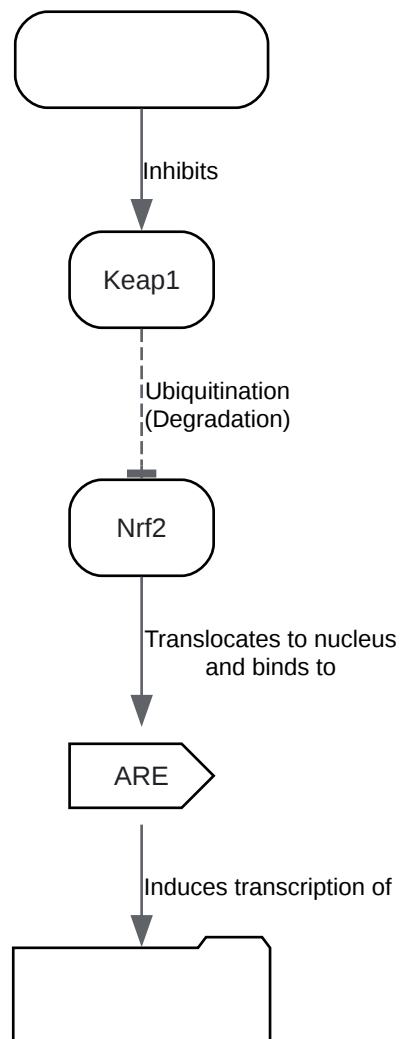 Inhibits
Keap1
Ubiquitination
(Degradation)
Nrf2
Translocates to nucleus
and binds to
ARE
Induces transcription of